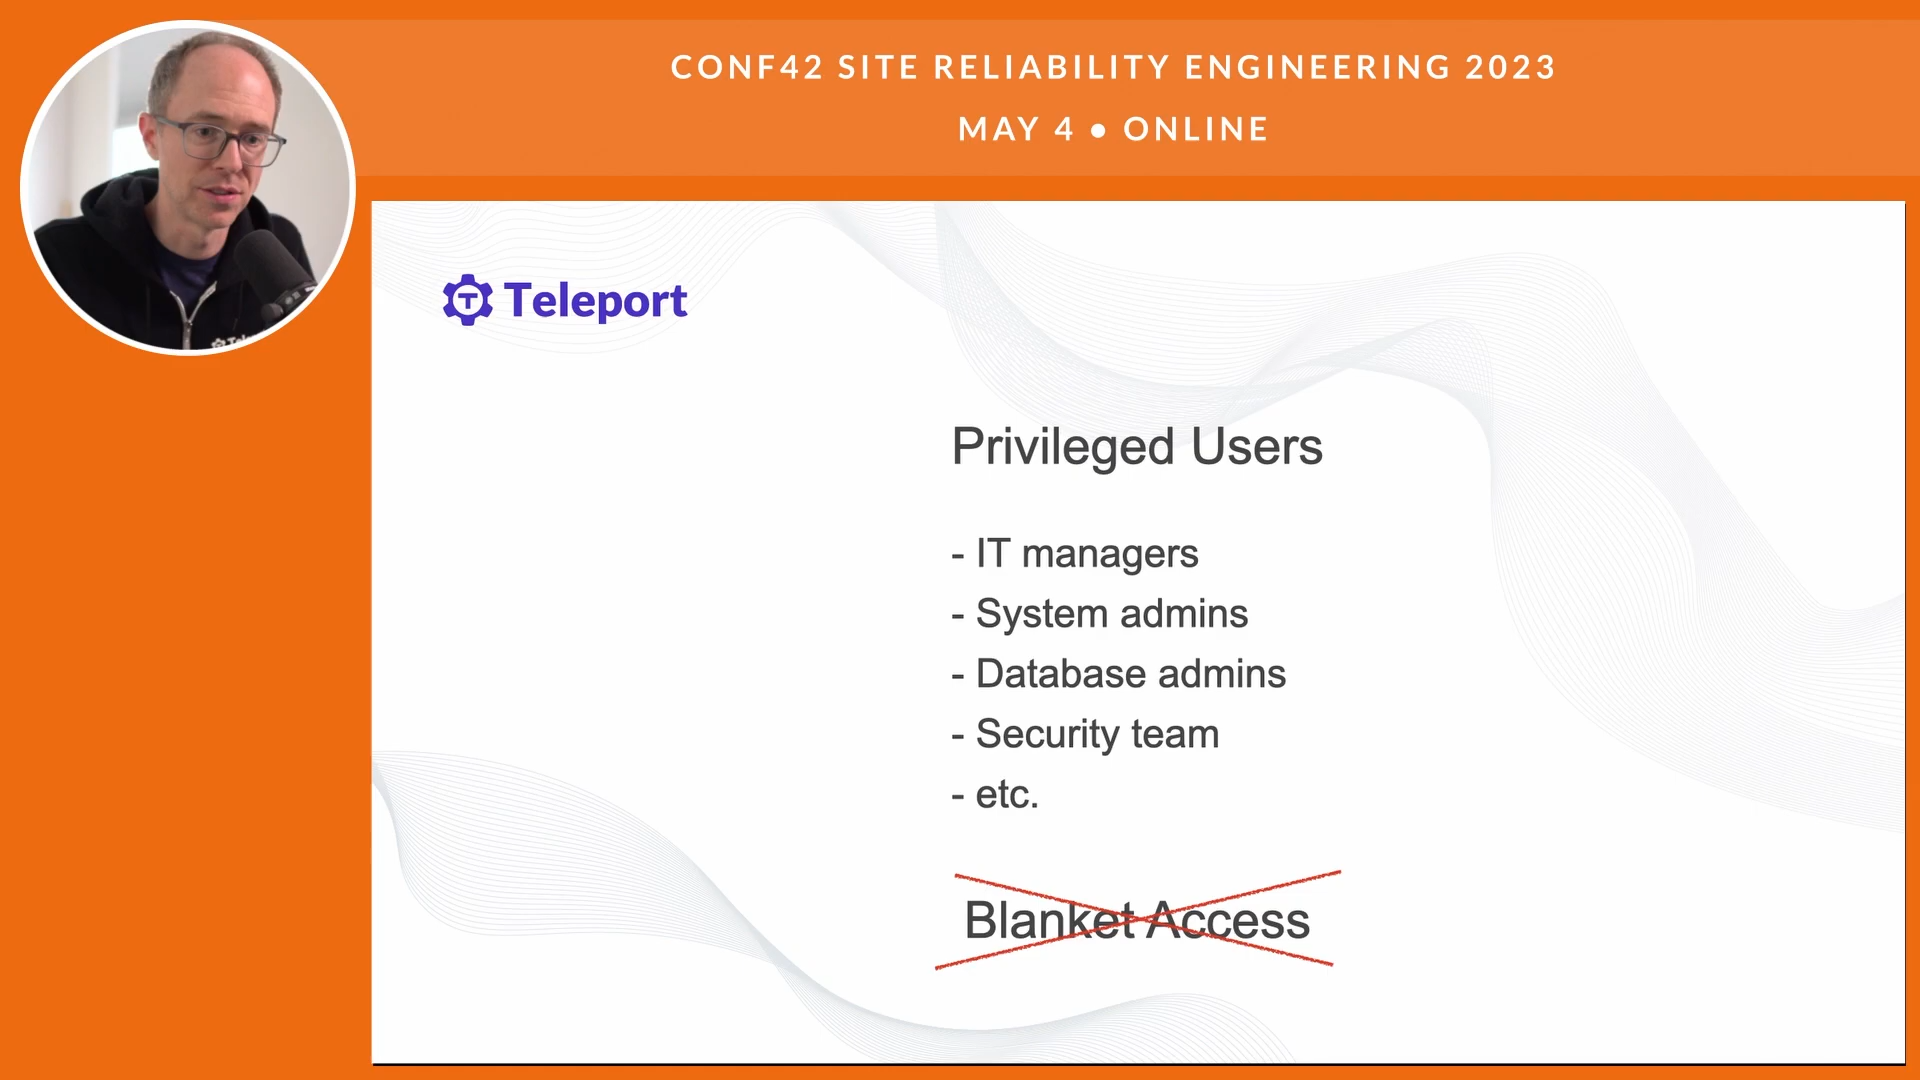 CONF42 SITE RELIABILITY ENGINEERING 2023
MAY 4 • ONLINE
Teleport
Privileged Users
- IT managers
- System admins
- Database admins
- Security team
- etc.
Blanket Access